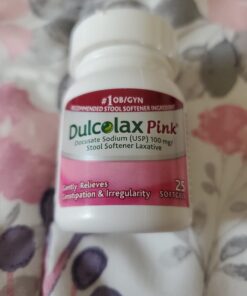 #1 OB/GYN
RECOMMENDED STOOL SOFTENER INGREDIENT
Dulcolax Pink
Docusate Sodium (USP) 100 mg/
Stool Softener Laxative
Gently Relieves
Constipation & Irregularity
25
SOFTGELS